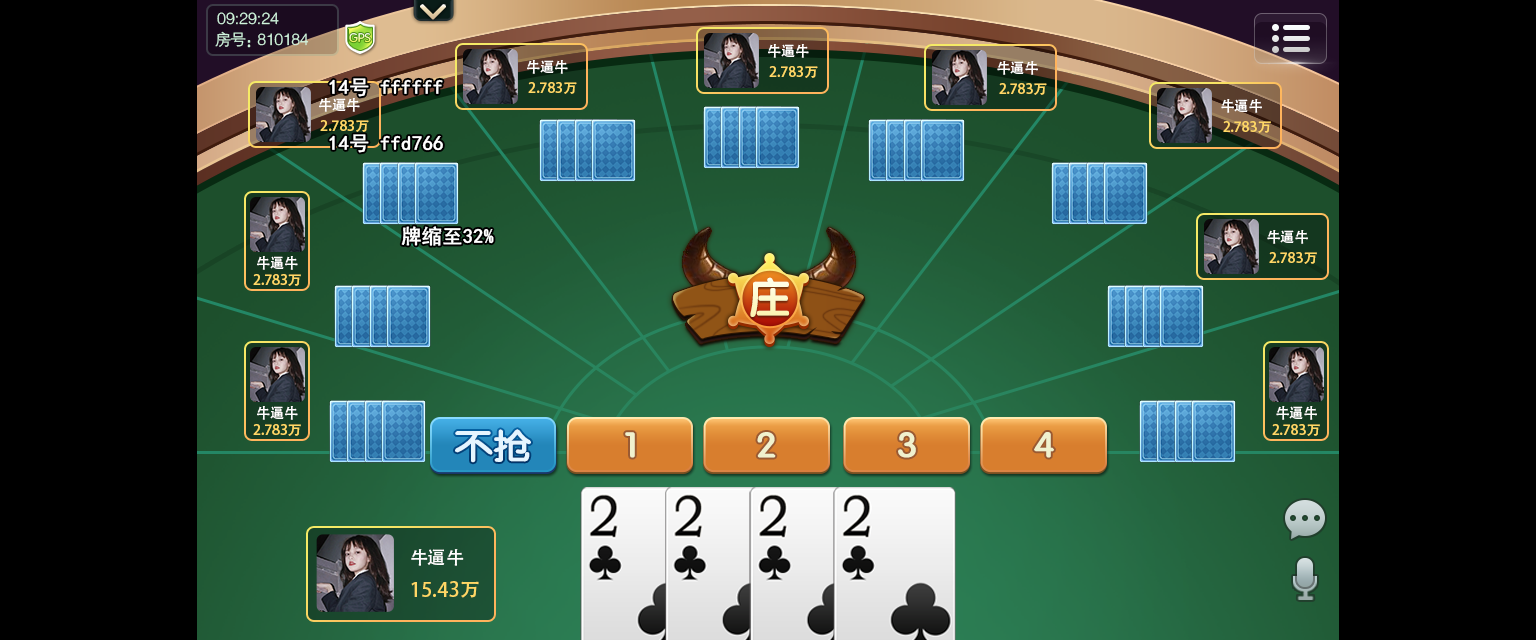 09:29:24
房号: 810184
GPS
14号 ffffff
牛逼牛
2.783万
14号 ffd766
牛逼牛
2.783万
牛逼牛
2.783万
牛逼牛
2.783万
牛逼牛
2.783万
牌缩至32%
牛逼牛
2.783万
牛逼牛
2.783万
庄
牛逼牛
2.783万
牛逼牛
2.783万
不抢
1
2
3
4
2
2
2
2
牛逼牛
15.43万